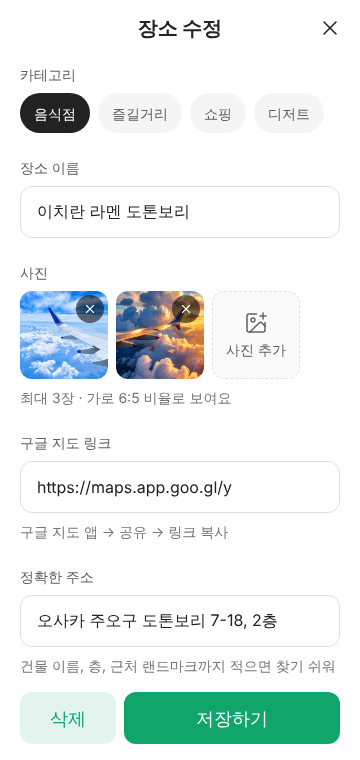 장소 수정
카테고리
음식점 즐길거리 쇼핑 디저트
장소 이름
이치란 라멘 도톤보리
사진
사진 추가
최대 3장 · 가로 6:5 비율로 보여요
구글 지도 링크
https://maps.app.goo.gl/y
구글 지도 앱 → 공유 → 링크 복사
정확한 주소
오사카 주오구 도톤보리 7-18, 2층
건물 이름, 층, 근처 랜드마크까지 적으면 찾기 쉬워
삭제 저장하기